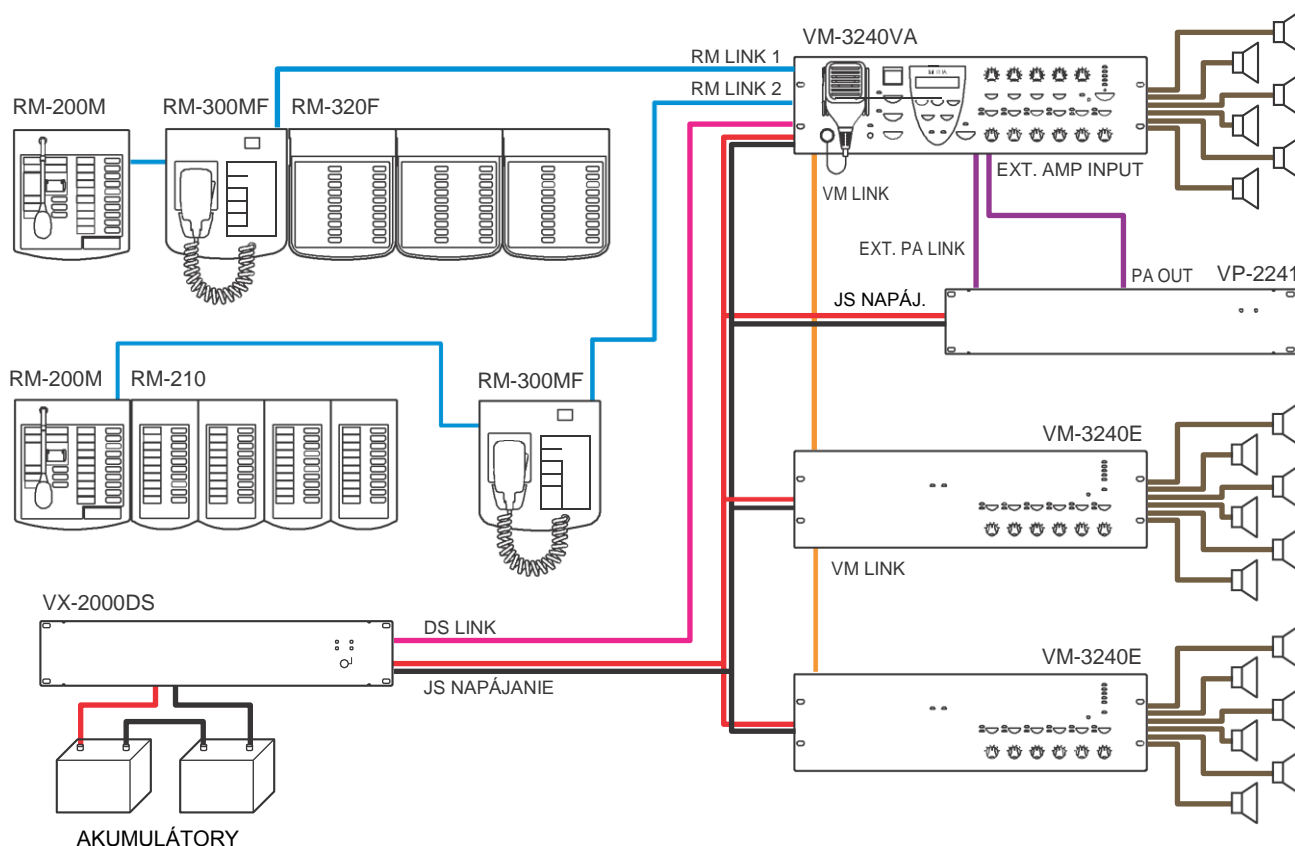 VM-3240VA
RM LINK 1
RM LINK 2
RM-200M
RM-300MF
RM-320F
VM LINK
EXT. AMP INPUT
EXT. PA LINK
PA OUT
VP-2241
JS NAPÁJ.
RM-200M
RM-210
RM-300MF
VM-3240E
VM LINK
VX-2000DS
DS LINK
JS NAPÁJANIE
VM-3240E
AKUMULÁTORY